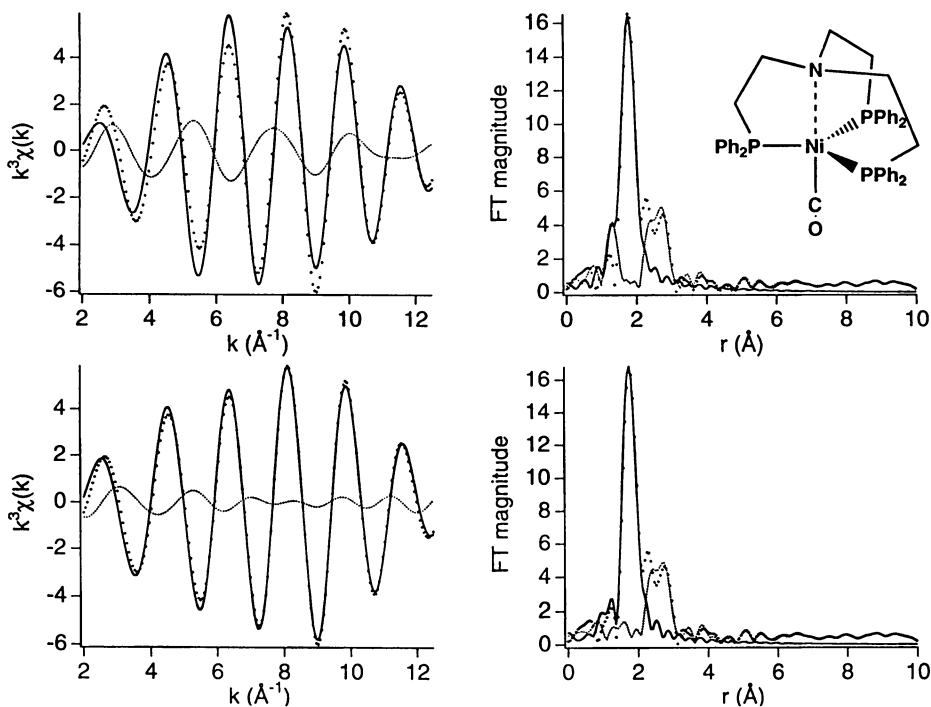 4
2
0
-2
-4
-6
k³χ(k)
2 4 6 8 10 12
k (Å⁻¹)
16
14
12
10
8
6
4
2
0
FT magnitude
0 2 4 6 8 10
r (Å)
N
PPh₂
Ph₂P Ni
PPh₂
C
O
4
2
0
-2
-4
-6
k³χ(k)
2 4 6 8 10 12
k (Å⁻¹)
16
14
12
10
8
6
4
2
0
FT magnitude
0 2 4 6 8 10
r (Å)